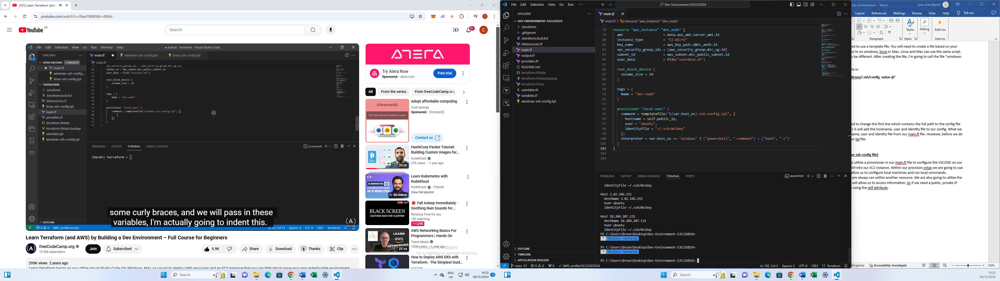 (101) Learn Terraform (and
youtube.com/watch?v=iRaai1IBlB0&t=4064s
YouTube
GB
Search
9+
C
File Edit Selection View Go Run Terminal Help
● main.tf - terraform - Visual Studio Code
EXPLORER
OPEN EDITORS 1 UNSAVED
main.tf
windows-ssh-config....
linux-ssh-config.tpl
TERRAFORM
.terraform
.terraform.lock.hcl
datasources.tf
linux-ssh-config.tpl
main.tf
providers.tf
terraform.tfstate
terraform.tfstate.backup
userdata.tpl
windows-ssh-config.tpl
OUTLINE
main.tf windows-ssh-config.tpl linux-ssh-config.tpl
main.tf
79 vpc_security_group_ids = [aws_security_group.mtc_sg.id]
80 subnet_id = aws_subnet.mtc_public_subnet.id
81 user_data = file("userdata.tpl")
82
83 root_block_device {
84 volume_size = 10
85 }
86
87 tags = {
88 Name = "dev-node"
89 }
90
91 provisioner "local-exec" {
92 command = templatefile("windows-ssh-config.tpl", {
93
94 })
95 }
96 }
PROBLEMS OUTPUT TERMINAL DEBUG CONSOLE
powershell
(Derek) terraform >
some curly braces, and we will pass in these
variables, I'm actually going to indent this.
SUBSCRIBE
0 0 AWS: profile:vscode Ln 93, Col 13 Spaces: 4 UTF-8 CRLF Terraform
Learn Terraform (and AWS) by Building a Dev Environment – Full Course for Beginners
freeCodeCamp.org
10.2M subscribers
Join
Subscribed
5.9K
Share
Download
Thanks
Clip
295K views 2 years ago
Learn Terraform basics as you utilize Visual Studio Code (On Windows, Mac, or Linux!) to deploy AWS resources and an EC2 instance that you can SSH into to have your own redeployable environment
ATERA
Try Atera Now
Sponsored · atera.com
Free trial
All From the series From freeCodeCamp.org
ChromeOS
The OS without hidden costs
Adopt affordable computing
Cost savings
Sponsored · ChromeOS
Contact us
HashiCorp Packer Tutorial:
Building Custom Images for...
KodeKloud
27K views • 1 year ago
29:20
KUBERNETES
CONCEPTS EXPLAINED
IN 9 MINUTES
60 videos
Learn Kubernetes with
KodeKloud
KodeKloud • Playlist
View full playlist
LIVE 24/7
BLACK SCREEN
SOOTHING RAIN FOR SLEEPING
Fall Asleep Immediately -
Soothing Rain Sounds for...
Relaxing Time for you
182 watching
LIVE
LEARN
aws
NETWORKING
27:14
AWS Networking Basics For
Programmers | Hands On
Travis Media
150K views • 1 year ago
How to Deploy AWS EKS with
Terraform - The Simplest Guid...
Activate Windows
Go to Settings to activate Windows.
Search
ENG
UK
19:22
09/12/2024
15
File Edit Selection View Go Run ···
Dev-Environment-SJCLOUD24
EXPLORER
DEV-ENVIRONMENT-SJCLOUD24
.terraform
.gitignore
.terraform.lock.hcl
datasources.tf
main.tf
output.tf
providers.tf
README.md
terraform.tfstate
terraform.tfstate.backup
terraform.tfvars
userdata.sh
variables.tf
windows-ssh-config.tpl
aws
OUTLINE
TIMELINE
APPLICATION BUILDER
main.tf
main.tf > resource "aws_instance" "dev_node"
77
78 resource "aws_instance" "dev_node" {
79 ami = data.aws_ami.server_ami.id
80 instance_type = "t2.micro"
81 key_name = aws_key_pair.dmtc_auth.id
82 vpc_security_group_ids = [aws_security_group.mtc_sg.id]
83 subnet_id = aws_subnet.mtc_public_subnet.id
84 user_data = file("userdata.sh")
85
86 root_block_device {
87 volume_size = 10
88 }
89
90 tags = {
91 Name = "dev-node"
92 }
93
94 provisioner "local-exec" {
95 command = templatefile("${var.host_os}-ssh-config.tpl", {
96 hostname = self.public_ip,
97 user = "ubuntu",
98 identityfile = "~/.ssh/mtckey"
99 })
100 interpreter = var.host_os == "windows" ? ["powershell", "-command"] : ["bash", "-c"]
101 }
102 }
103
104
PROBLEMS OUTPUT DEBUG CONSOLE TERMINAL PORTS
powershell
IdentityFile ~/.ssh/mtckey
Host 3.82.246.155
HostName 3.82.246.155
User ubuntu
IdentityFile ~/.ssh/mtckey
Host 18.204.207.131
HostName 18.204.207.131
User ubuntu
IdentityFile ~/.ssh/mtckey
PS C:\Users\Brooo\Desktop\Dev-Environment-SJCLOUD24>
* History restored
PS C:\Users\Brooo\Desktop\Dev-Environment-SJCLOUD24>
* History restored
PS C:\Users\Brooo\Desktop\Dev-Environment-SJCLOUD24>
main 0 0 0 AWS: profile:SJCLOUD2024 Ln 102, Col 2 Spaces: 2 UTF-8 CRLF Terraform
Dev environment - Word
Sean Joey Nyame
SJ
Layout References Mailings Review View Help Tell me
Styles
Editing
Add-ins
Paragraph Styles Add-ins
ed to use a template file. You will need to create a file based on your
ou're on windows, linux or Mac. Linux and Mac can use the same script.
o be different. After creating the file, I'm going to call the file "windows-
le is:
Brooo/.ssh/config -value @'
ed to change the first line which contains the full path to the config file
2-5 will add the hostname, user and identity file to our config. What we
name, user and identity file from our main.ft file. However, before we do
ur tpl file.
ur ssh config file)
o utilize a provisioner in our main.ft file to configure the VSCODE on our
SH into our EC2 instance. Within our provision sntax we are going to use
allow us to configure local machines and run local commands.
are always ran within another resource. We are also going to utilize the
will allow us to access information. So if we need a public, private IP
using the self attribute.
Kingdom) Accessibility: Investigate
100%
Search
19:22
09/12/2024